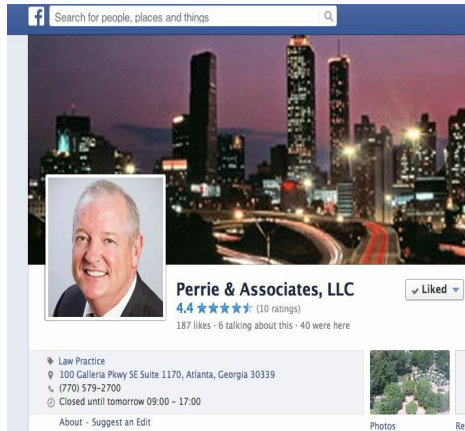 f Search for people, places and things
Perrie & Associates, LLC
Liked
4.4 (10 ratings)
187 likes · 6 talking about this · 40 were here
Law Practice
100 Galleria Pkwy SE Suite 1170, Atlanta, Georgia 30339
(770) 579-2700
Closed until tomorrow 09:00 - 17:00
About - Suggest an Edit
Photos
Re